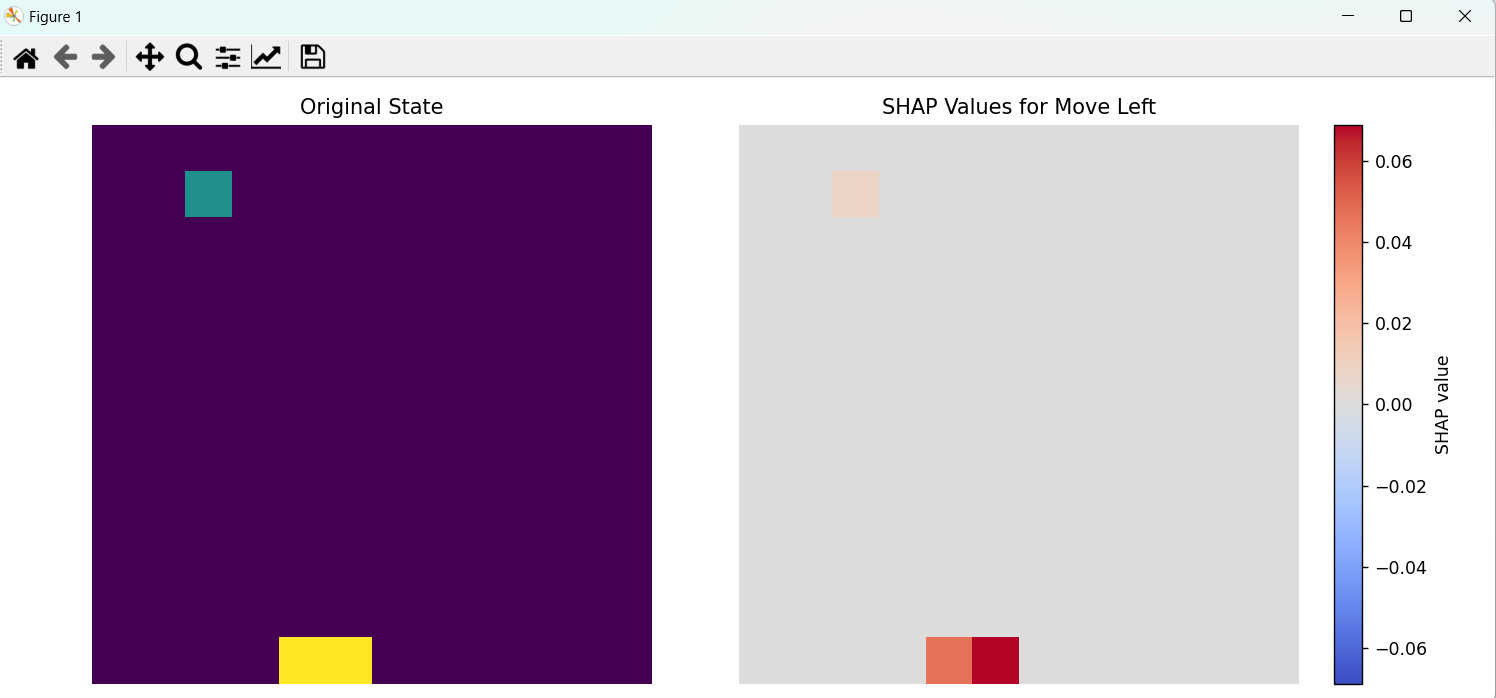 Figure 1
Original State
SHAP Values for Move Left
0.06
0.04
0.02
0.00
−0.02
−0.04
−0.06
SHAP value